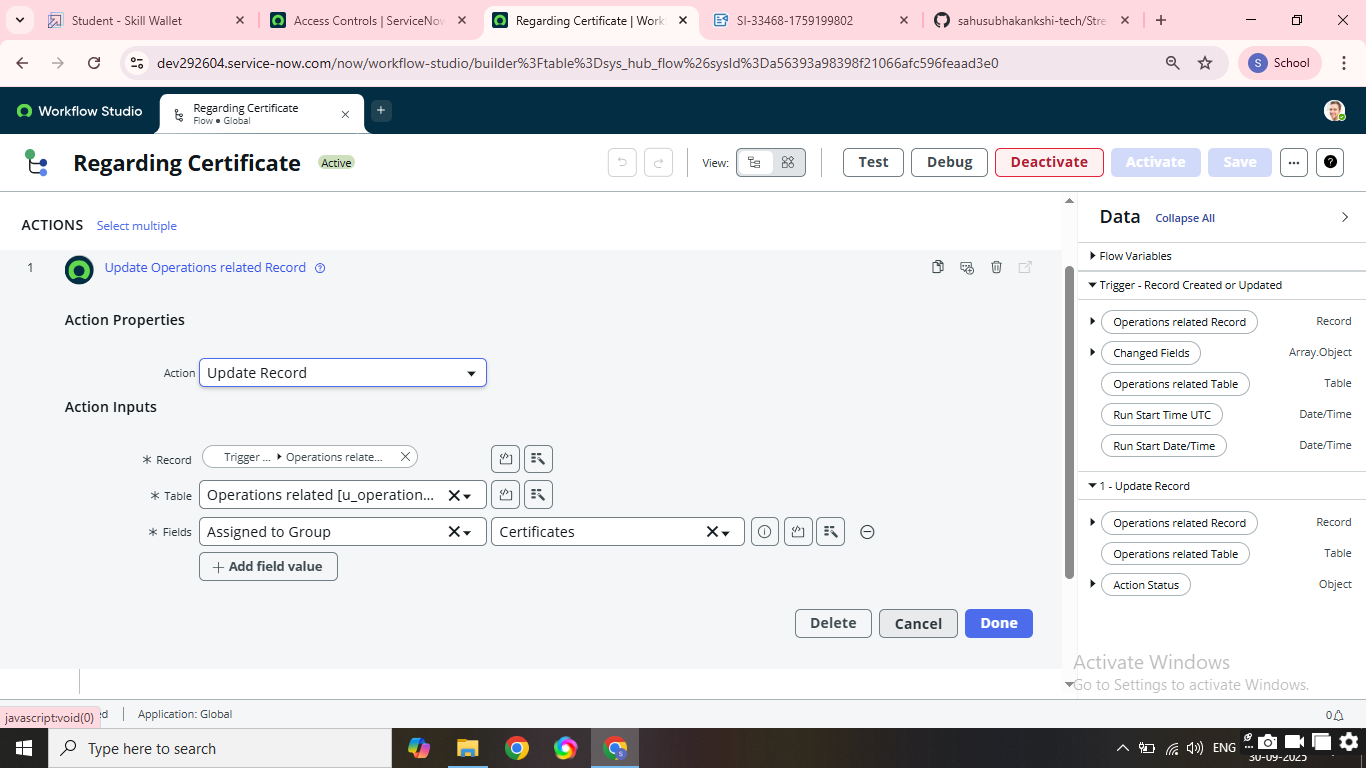 Student - Skill Wallet
Access Controls | ServiceNow
Regarding Certificate | Work
SI-33468-1759199802
sahusubhakankshi-tech/Stre
dev292604.service-now.com/now/workflow-studio/builder%3Ftable%3Dsys_hub_flow%26sysId%3Da56393a98398f21066afc596feaad3e0
S School
Workflow Studio
Regarding Certificate
Flow • Global
Regarding Certificate Active
View:
Test Debug Deactivate Activate Save
ACTIONS Select multiple
1 Update Operations related Record
Action Properties
Action Update Record
Action Inputs
* Record Trigger ... Operations relate...
* Table Operations related [u_operation...
* Fields Assigned to Group Certificates
+ Add field value
Delete Cancel Done
Data Collapse All
Flow Variables
Trigger - Record Created or Updated
Operations related Record Record
Changed Fields Array.Object
Operations related Table Table
Run Start Time UTC Date/Time
Run Start Date/Time Date/Time
1 - Update Record
Operations related Record Record
Operations related Table Table
Action Status Object
Activate Windows
Go to Settings to activate Windows.
javascript:void(0)
Application: Global
0
Type here to search
ENG
30-09-2025